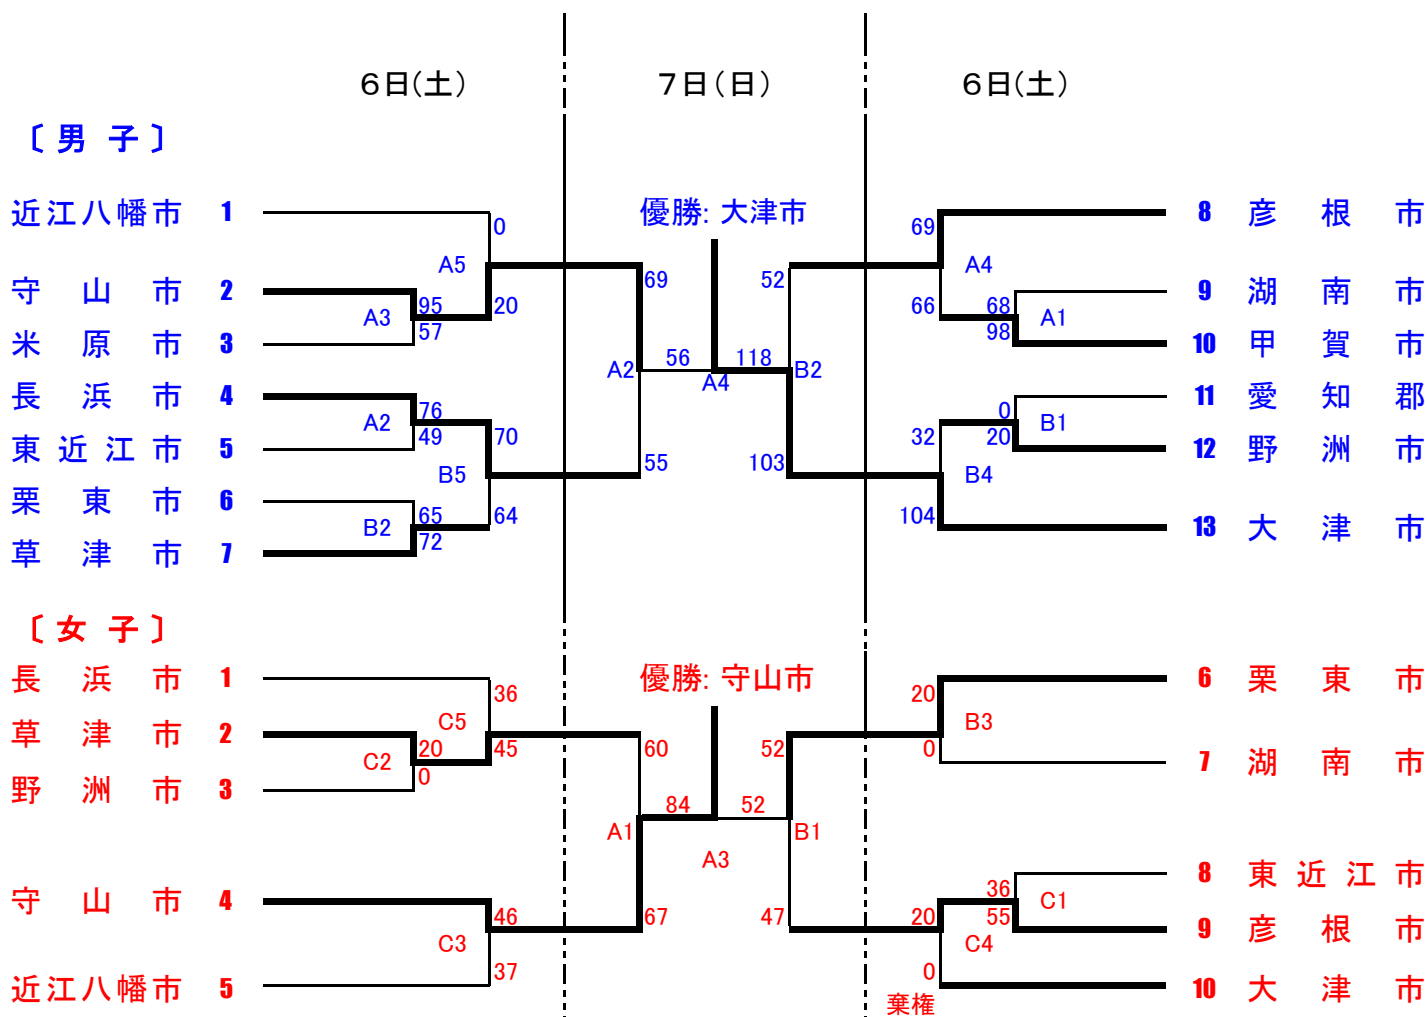 6日(土) 7日(日) 6日(土)
〔 男 子 〕
近江八幡市 1 0 優勝: 大津市 69 8 彦根市
A5 69 52 A4
守山市 2 95 20 66 68 9 湖南市
A3 57 98 A1
米原市 3 10 甲賀市
A2 56 A4 118 B2
長浜市 4 76 0 11 愛知郡
A2 49 70 32 20 B1
東近江市 5 12 野洲市
B5 55 103 B4
栗東市 6 65 64 104
B2 72 13 大津市
草津市 7
〔 女 子 〕
長浜市 1 36 優勝: 守山市 20 6 栗東市
C5 B3
草津市 2 20 45 60 52 0
C2 0 7 湖南市
野洲市 3
84 52
A1 A3 B1
36 8 東近江市
守山市 4 46 67 47 20 55 C1
C3 C4 9 彦根市
37 0
近江八幡市 5 棄権 10 大津市